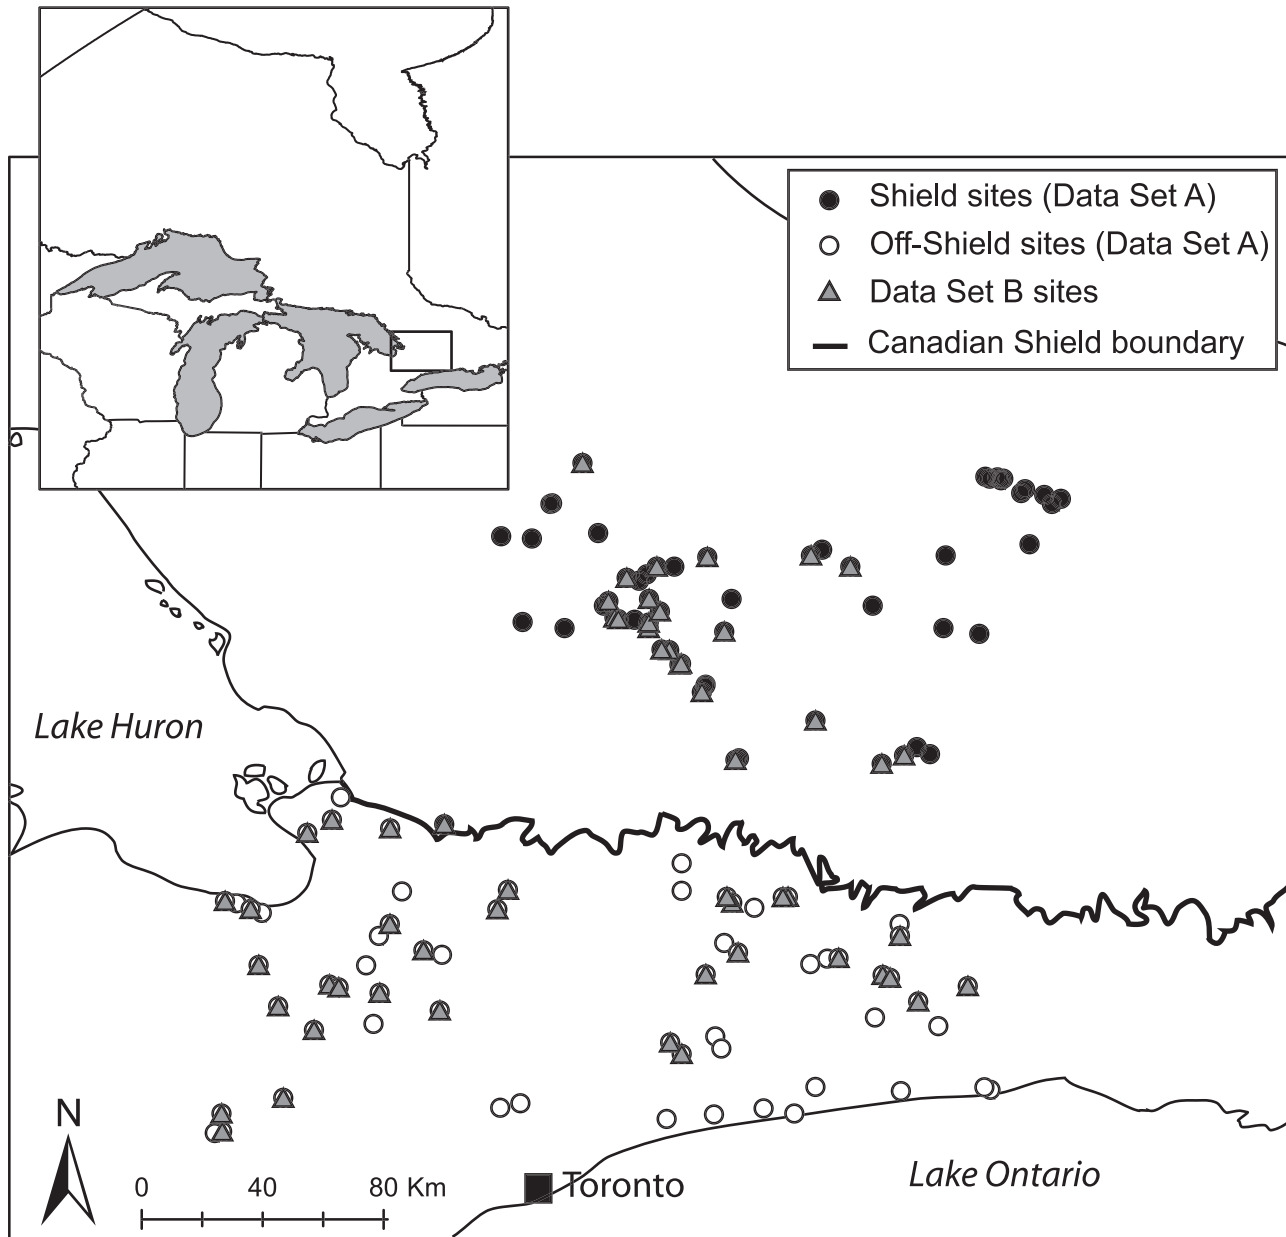 Shield sites (Data Set A)
Off-Shield sites (Data Set A)
Data Set B sites
Canadian Shield boundary
Lake Huron
N
0 40 80 Km
Toronto
Lake Ontario